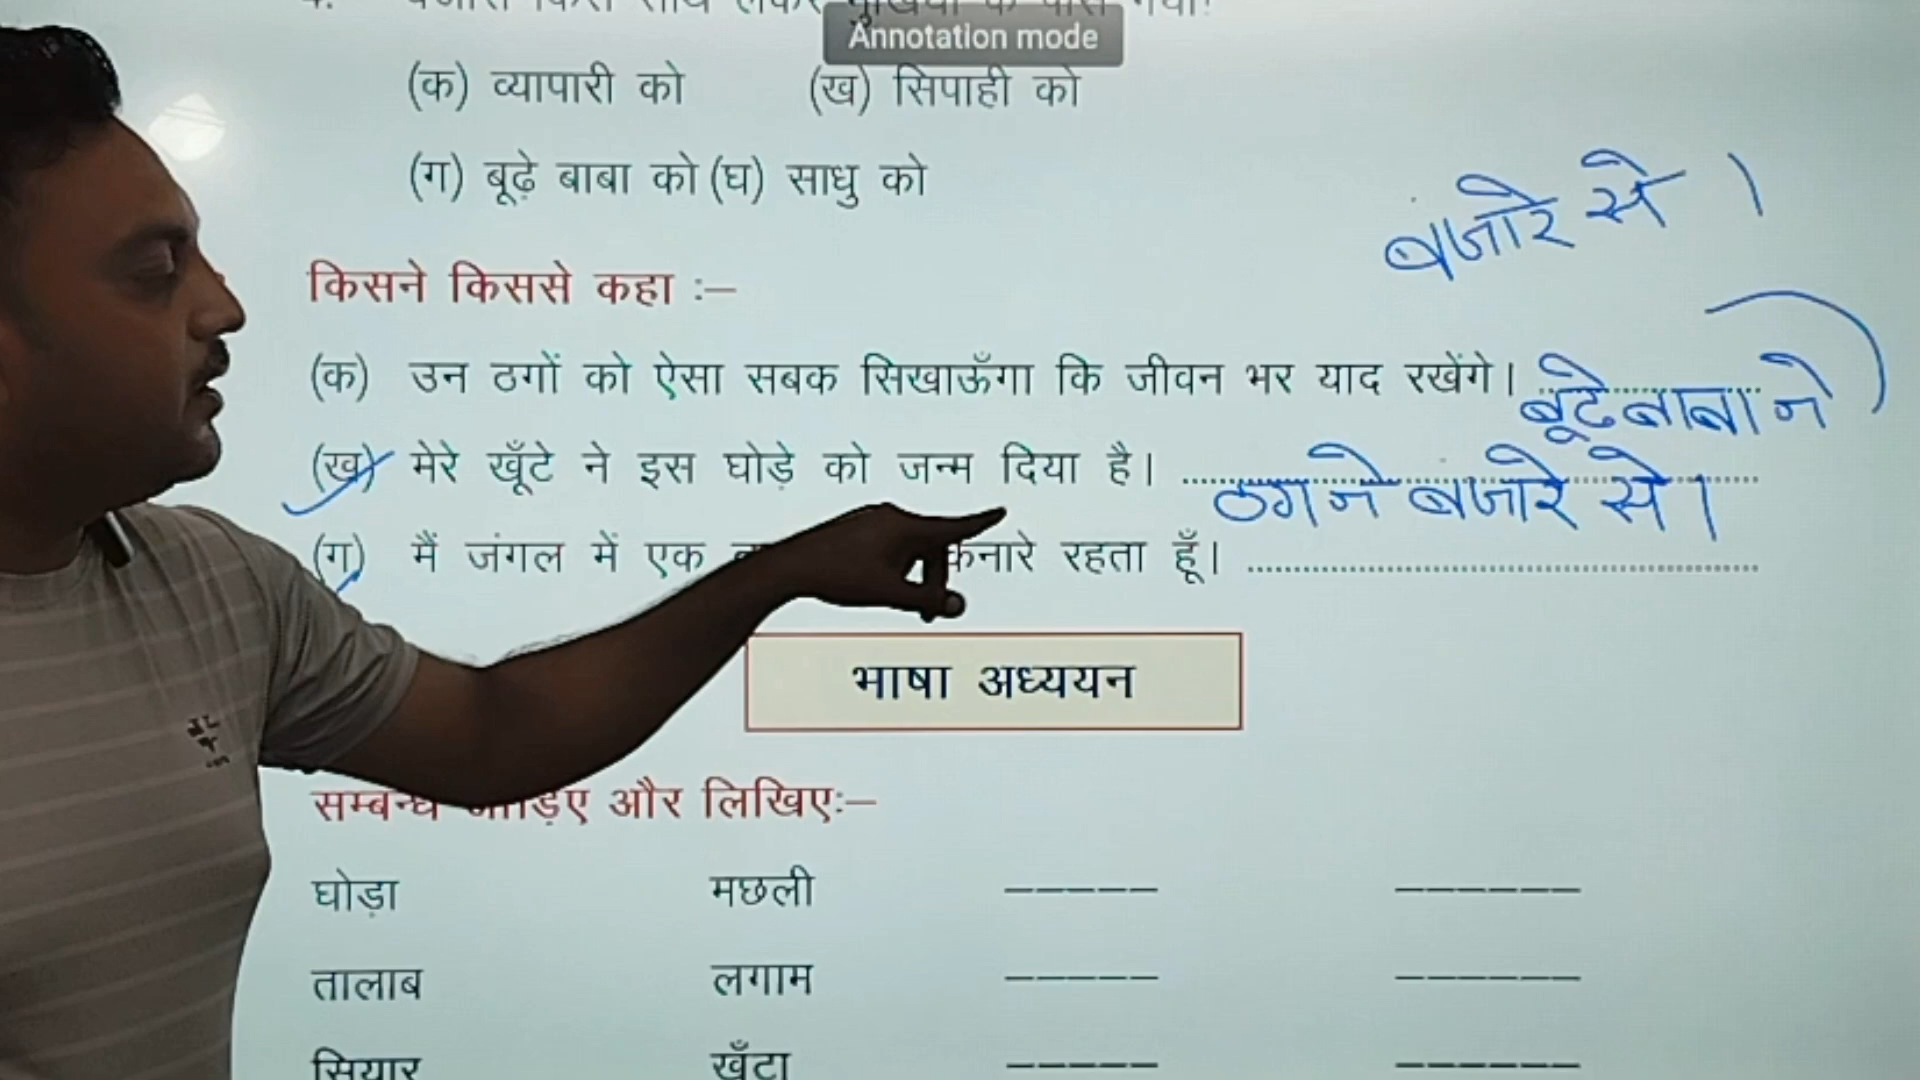 Annotation mode
(क) व्यापारी को (ख) सिपाही को
(ग) बूढ़े बाबा को (घ) साधु को
बजारे से ।
किसने किससे कहा :–
(क) उन ठगों को ऐसा सबक सिखाऊँगा कि जीवन भर याद रखेंगे। बूढे बाबा ने
(ख) मेरे खूँटे ने इस घोड़े को जन्म दिया है। ठग ने बजारे से ।
(ग) मैं जंगल में एक रहता हूँ।
भाषा अध्ययन
सम्बन्ध और लिखिएः–
घोड़ा मछली
तालाब लगाम
सियार खूँटा